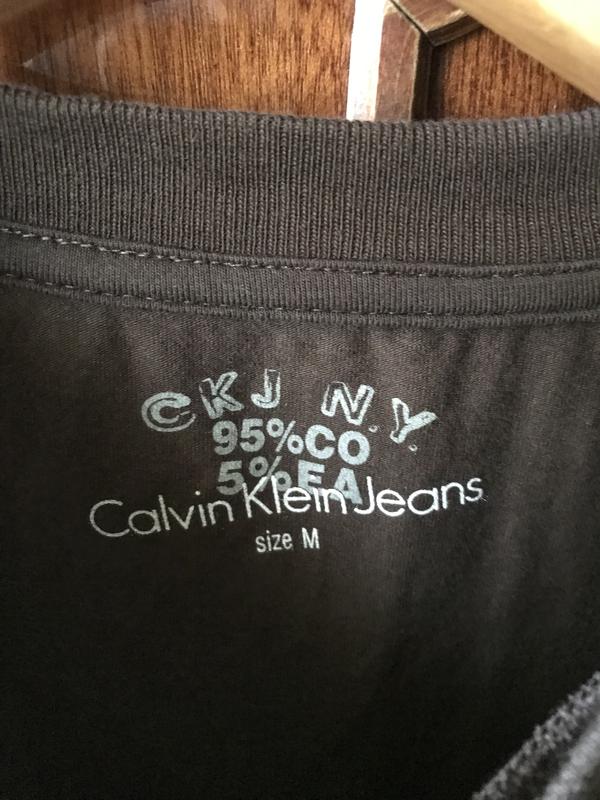 CKJ N.Y.
95%CO
5%EA
Calvin Klein Jeans
size M